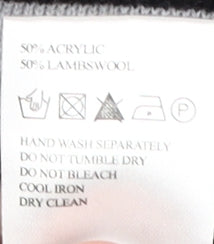 50% ACRYLIC
50% LAMBSWOOL
P
HAND WASH SEPARATELY
DO NOT TUMBLE DRY
DO NOT BLEACH
COOL IRON
DRY CLEAN